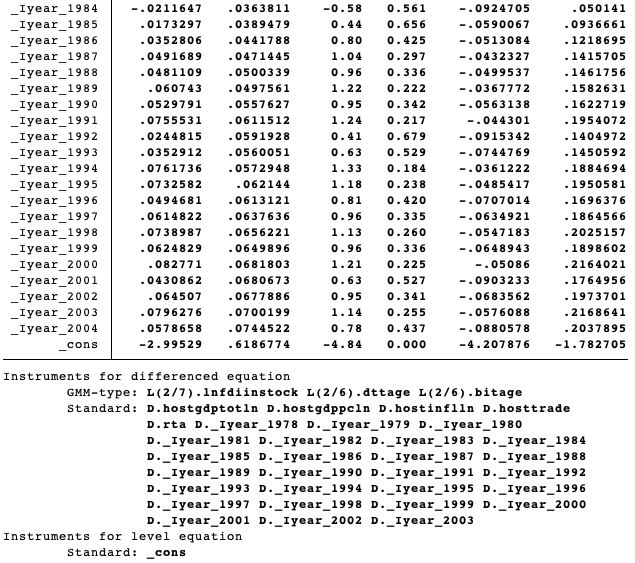 _Iyear_1984 -.0211647 .0363811 -0.58 0.561 -.0924705 .050141
_Iyear_1985 .0173297 .0389479 0.44 0.656 -.0590067 .0936661
_Iyear_1986 .0352806 .0441788 0.80 0.425 -.0513084 .1218695
_Iyear_1987 .0491689 .0471445 1.04 0.297 -.0432327 .1415705
_Iyear_1988 .0481109 .0500339 0.96 0.336 -.0499537 .1461756
_Iyear_1989 .060743 .0497561 1.22 0.222 -.0367772 .1582631
_Iyear_1990 .0529791 .0557627 0.95 0.342 -.0563138 .1622719
_Iyear_1991 .0755531 .0611512 1.24 0.217 -.044301 .1954072
_Iyear_1992 .0244815 .0591928 0.41 0.679 -.0915342 .1404972
_Iyear_1993 .0352912 .0560051 0.63 0.529 -.0744769 .1450592
_Iyear_1994 .0761736 .0572948 1.33 0.184 -.0361222 .1884694
_Iyear_1995 .0732582 .062144 1.18 0.238 -.0485417 .1950581
_Iyear_1996 .0494681 .0613121 0.81 0.420 -.0707014 .1696376
_Iyear_1997 .0614822 .0637636 0.96 0.335 -.0634921 .1864566
_Iyear_1998 .0738987 .0656221 1.13 0.260 -.0547183 .2025157
_Iyear_1999 .0624829 .0649896 0.96 0.336 -.0648943 .1898602
_Iyear_2000 .082771 .0681803 1.21 0.225 -.05086 .2164021
_Iyear_2001 .0430862 .0680673 0.63 0.527 -.0903233 .1764956
_Iyear_2002 .064507 .0677886 0.95 0.341 -.0683562 .1973701
_Iyear_2003 .0796276 .0700199 1.14 0.255 -.0576088 .2168641
_Iyear_2004 .0578658 .0744522 0.78 0.437 -.0880578 .2037895
_cons -2.99529 .6186774 -4.84 0.000 -4.207876 -1.782705
Instruments for differenced equation
GMM-type: L(2/7).lnfdiinstock L(2/6).dttage L(2/6).bitage
Standard: D.hostgdptotln D.hostgdppcln D.hostinflln D.hosttrade
D.rta D._Iyear_1978 D._Iyear_1979 D._Iyear_1980
D._Iyear_1981 D._Iyear_1982 D._Iyear_1983 D._Iyear_1984
D._Iyear_1985 D._Iyear_1986 D._Iyear_1987 D._Iyear_1988
D._Iyear_1989 D._Iyear_1990 D._Iyear_1991 D._Iyear_1992
D._Iyear_1993 D._Iyear_1994 D._Iyear_1995 D._Iyear_1996
D._Iyear_1997 D._Iyear_1998 D._Iyear_1999 D._Iyear_2000
D._Iyear_2001 D._Iyear_2002 D._Iyear_2003
Instruments for level equation
Standard: _cons